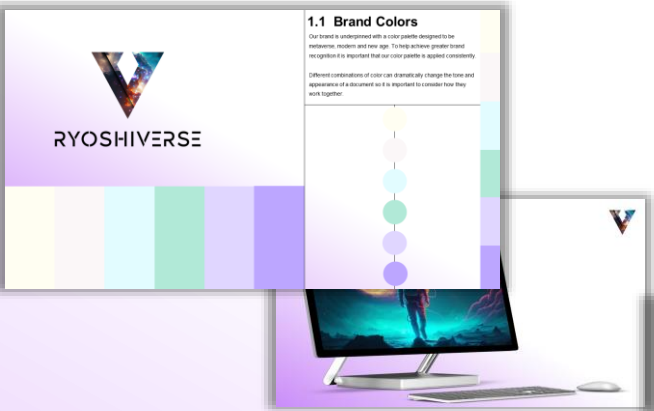 1.1 Brand Colors
Our brand is underpinned with a color palette designed to be
metaverse, modern and new age. To help achieve greater brand
recognition it is important that our color palette is applied consistently.
Different combinations of color can dramatically change the tone and
appearance of a document so it is important to consider how they
work together.
RYOSHIVERSE